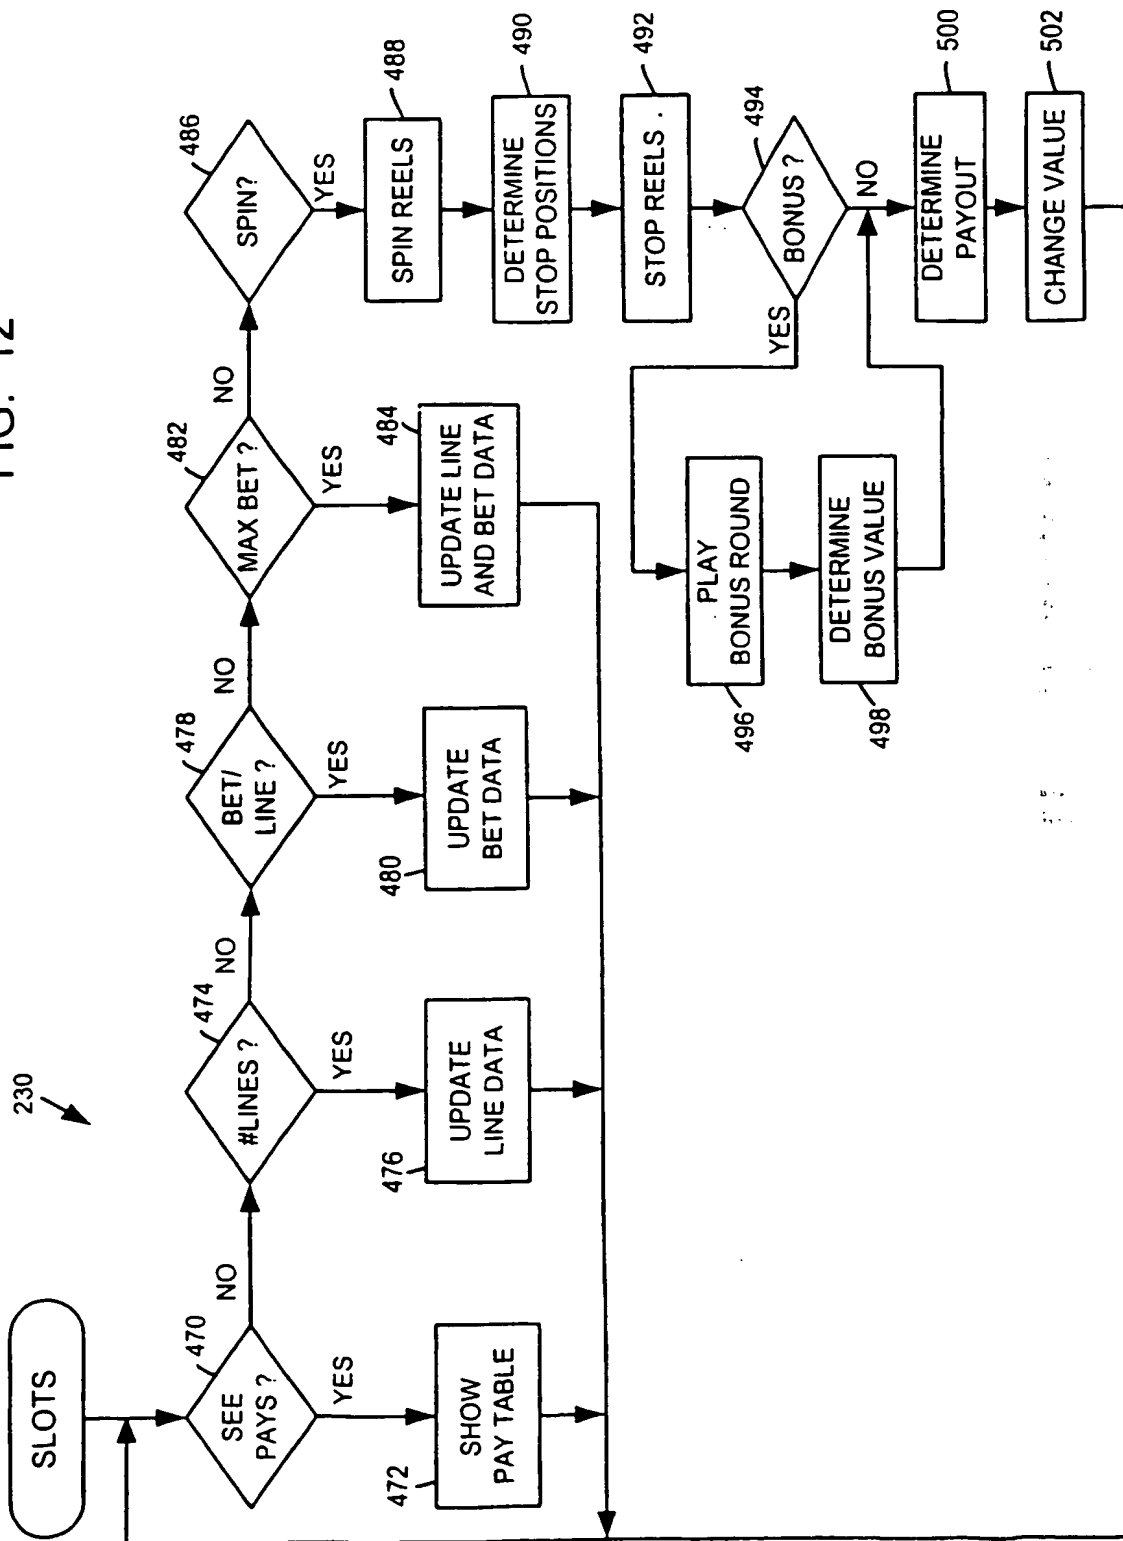 FIG. 12
230
SLOTS
470
SEE
PAYS ?
NO
YES
472
SHOW
PAY TABLE
474
#LINES ?
NO
YES
476
UPDATE
LINE DATA
478
BET/
LINE ?
NO
YES
480
UPDATE
BET DATA
482
MAX BET ?
NO
YES
484
UPDATE LINE
AND BET DATA
486
SPIN?
YES
488
SPIN REELS
490
DETERMINE
STOP POSITIONS
492
STOP REELS .
494
BONUS ?
YES
NO
496
PLAY
BONUS ROUND
498
DETERMINE
BONUS VALUE
500
DETERMINE
PAYOUT
502
CHANGE VALUE